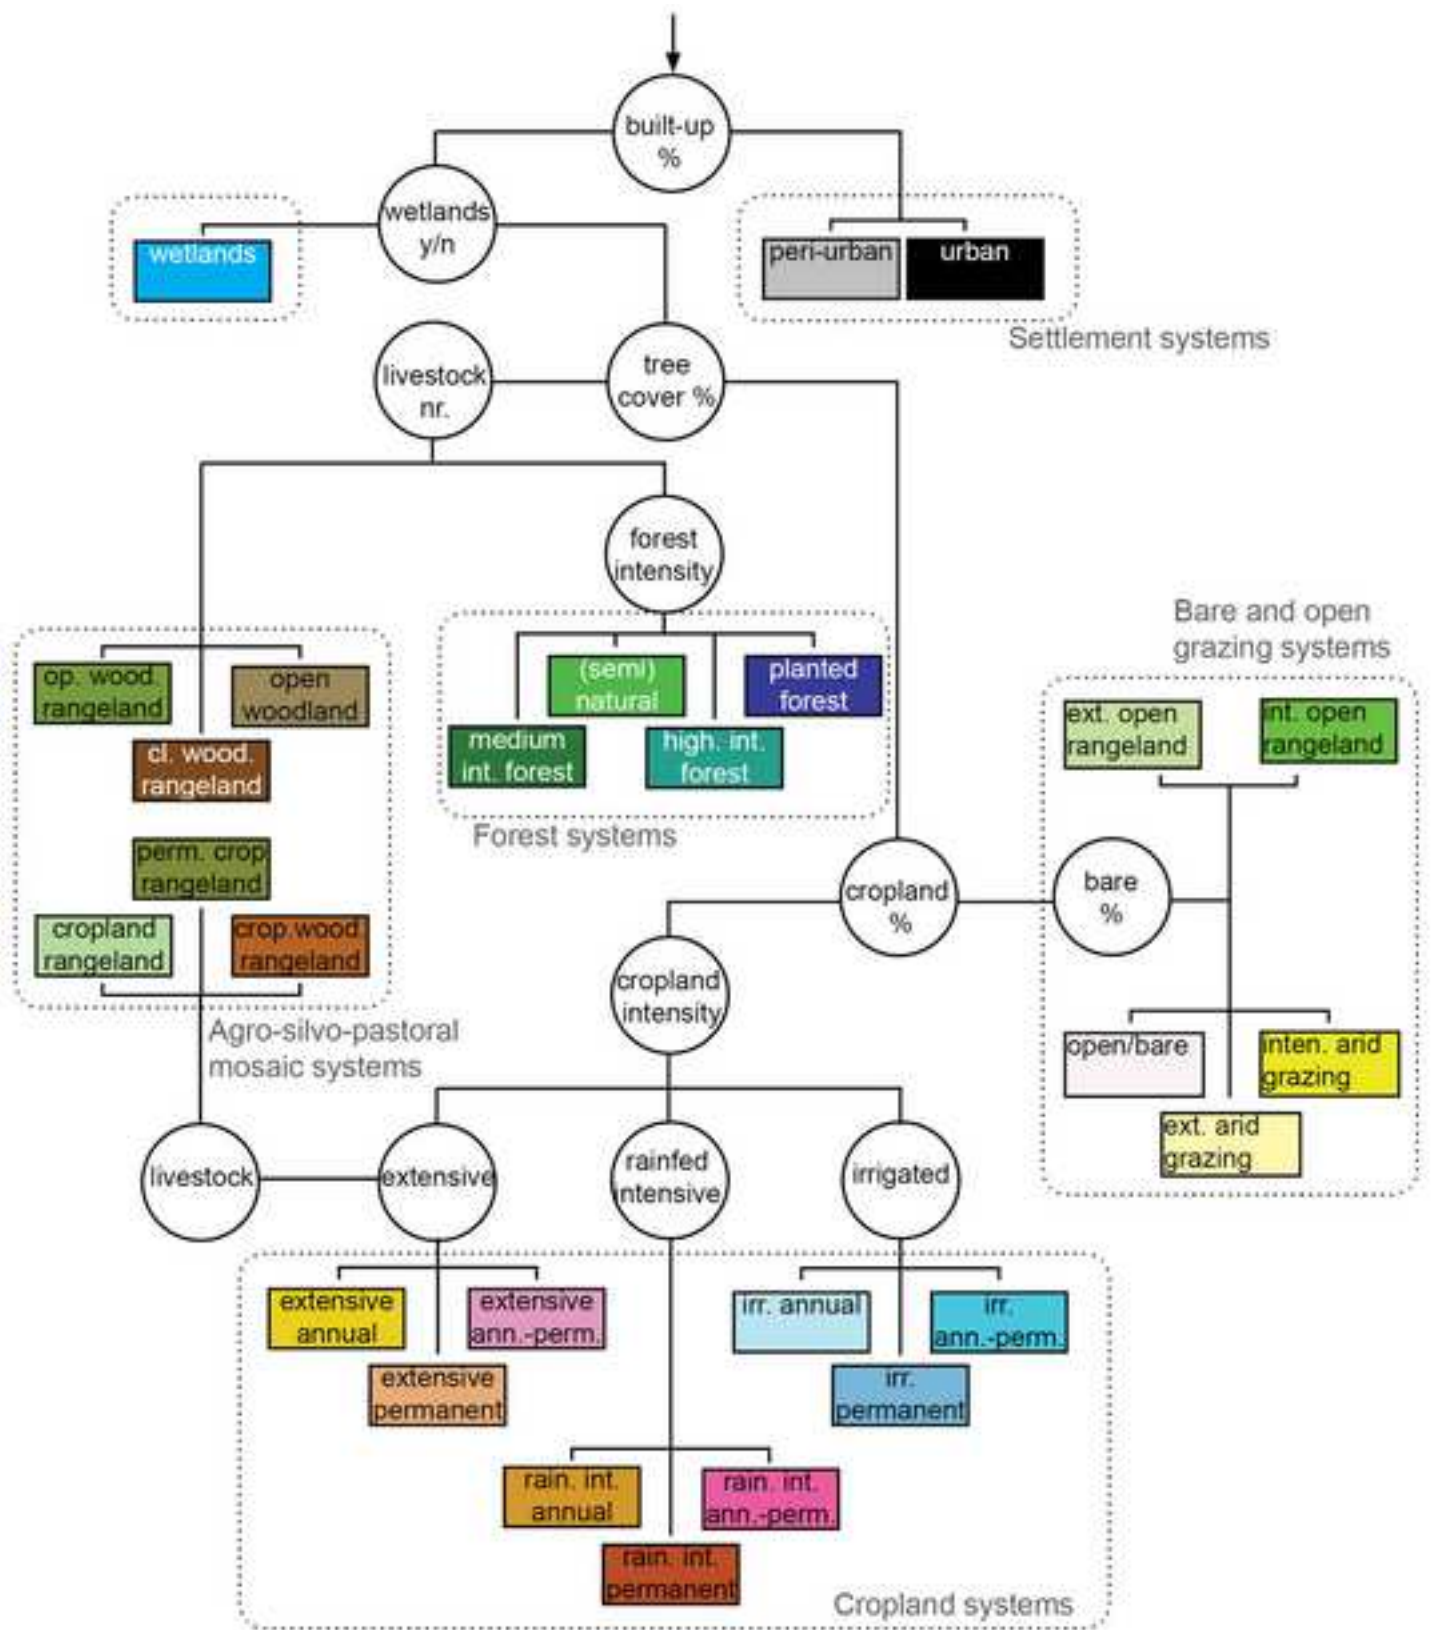 built-up
%
wetlands
y/n
wetlands
peri-urban
urban
Settlement systems
livestock
nr.
tree
cover %
forest
intensity
(semi)
natural
planted
forest
medium
int. forest
high. int.
forest
Forest systems
op. wood.
rangeland
open
woodland
cl. wood.
rangeland
perm. crop
rangeland
cropland
rangeland
crop.wood.
rangeland
Agro-silvo-pastoral
mosaic systems
Bare and open
grazing systems
ext. open
rangeland
int. open
rangeland
cropland
%
bare
%
open/bare
inten. arid
grazing
ext. arid
grazing
cropland
intensity
livestock
extensive
rainfed
intensive
irrigated
extensive
annual
extensive
ann.-perm.
extensive
permanent
irr. annual
irr.
ann.-perm.
irr.
permanent
rain. int.
annual
rain. int.
ann.-perm.
rain. int.
permanent
Cropland systems